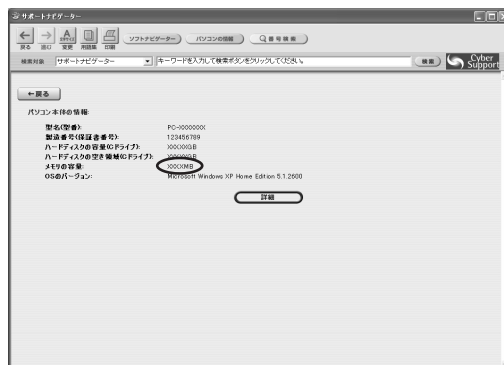 サポートナビゲーター
戻る 進む 文字サイズ 変更 用語集 印刷 ソフトナビゲーター パソコンの情報 Q番号検索
検索対象 サポートナビゲーター キーワードを入力して検索ボタンをクリックしてください。 検索 Cyber Support
←戻る
パソコン本体の情報
型名(型番): PC-XXXXXXX
製造番号(保証書番号): 123456789
ハードディスクの容量(Cドライブ): XXXXXGB
ハードディスクの空き領域(Cドライブ): XXXXXGB
メモリの容量: XXXXMB
OSのバージョン: Microsoft Windows XP Home Edition 5.1.2600
詳細